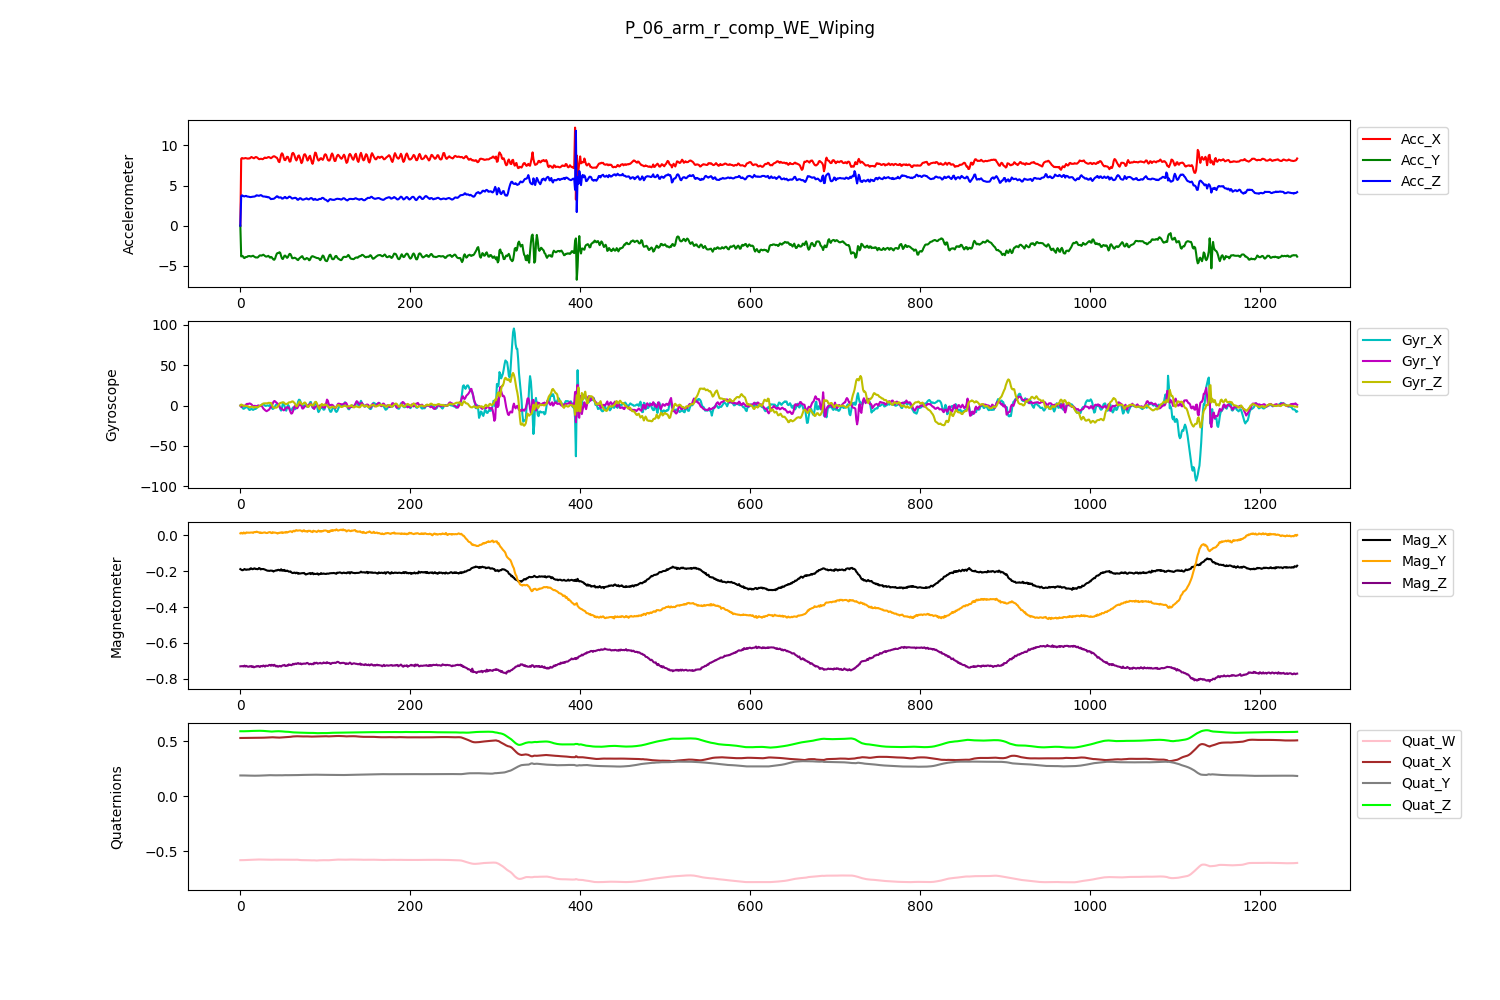 P_06_arm_r_comp_WE_Wiping
Accelerometer
10
5
0
−5
0 200 400 600 800 1000 1200
Acc_X
Acc_Y
Acc_Z
Gyroscope
100
50
0
−50
−100
0 200 400 600 800 1000 1200
Gyr_X
Gyr_Y
Gyr_Z
Magnetometer
0.0
−0.2
−0.4
−0.6
−0.8
0 200 400 600 800 1000 1200
Mag_X
Mag_Y
Mag_Z
Quaternions
0.5
0.0
−0.5
0 200 400 600 800 1000 1200
Quat_W
Quat_X
Quat_Y
Quat_Z